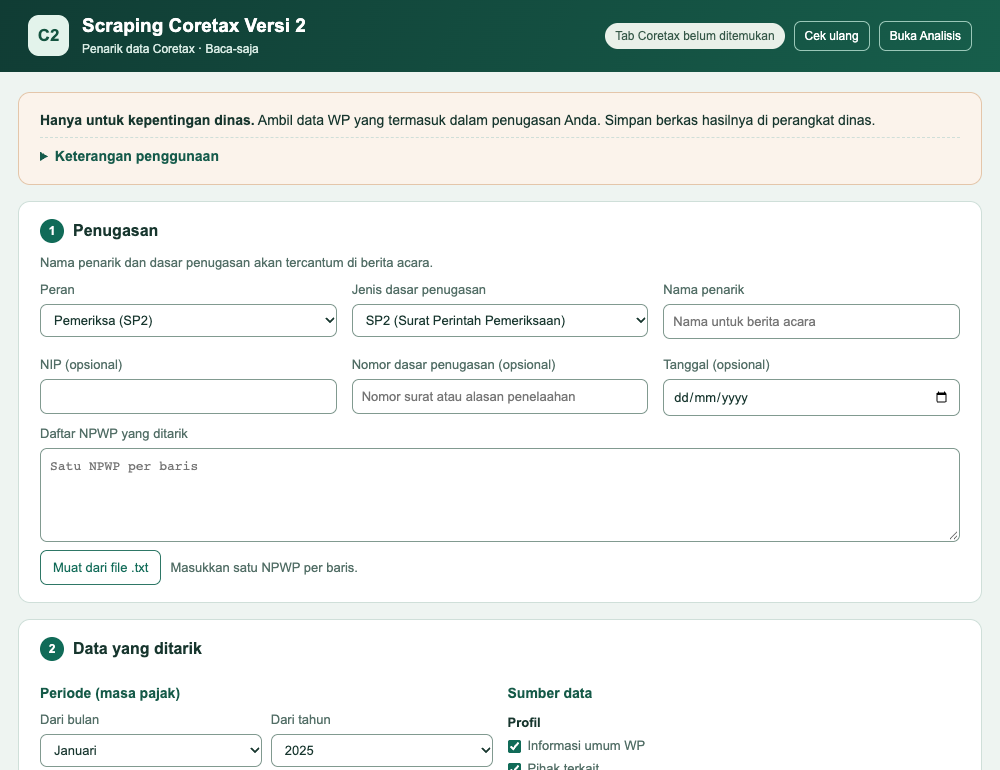 C2
Scraping Coretax Versi 2
Penarik data Coretax · Baca-saja
Tab Coretax belum ditemukan
Cek ulang
Buka Analisis
Hanya untuk kepentingan dinas. Ambil data WP yang termasuk dalam penugasan Anda. Simpan berkas hasilnya di perangkat dinas.
Keterangan penggunaan
1 Penugasan
Nama penarik dan dasar penugasan akan tercantum di berita acara.
Peran
Jenis dasar penugasan
Nama penarik
Pemeriksa (SP2)
SP2 (Surat Perintah Pemeriksaan)
Nama untuk berita acara
NIP (opsional)
Nomor dasar penugasan (opsional)
Tanggal (opsional)
Nomor surat atau alasan penelaahan
dd/mm/yyyy
Daftar NPWP yang ditarik
Satu NPWP per baris
Muat dari file .txt
Masukkan satu NPWP per baris.
2 Data yang ditarik
Periode (masa pajak)
Dari bulan
Dari tahun
Januari
2025
Sumber data
Profil
Informasi umum WP
Pihak terkait